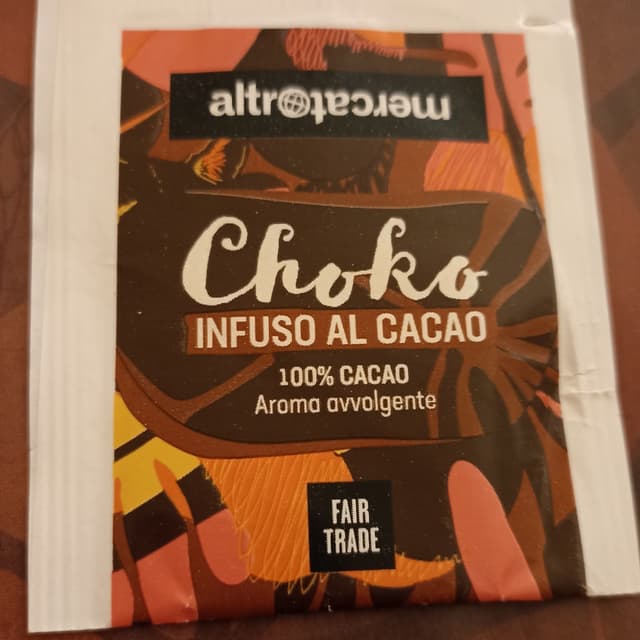 altromercato
Choko
INFUSO AL CACAO
100% CACAO
Aroma avvolgente
FAIR
TRADE